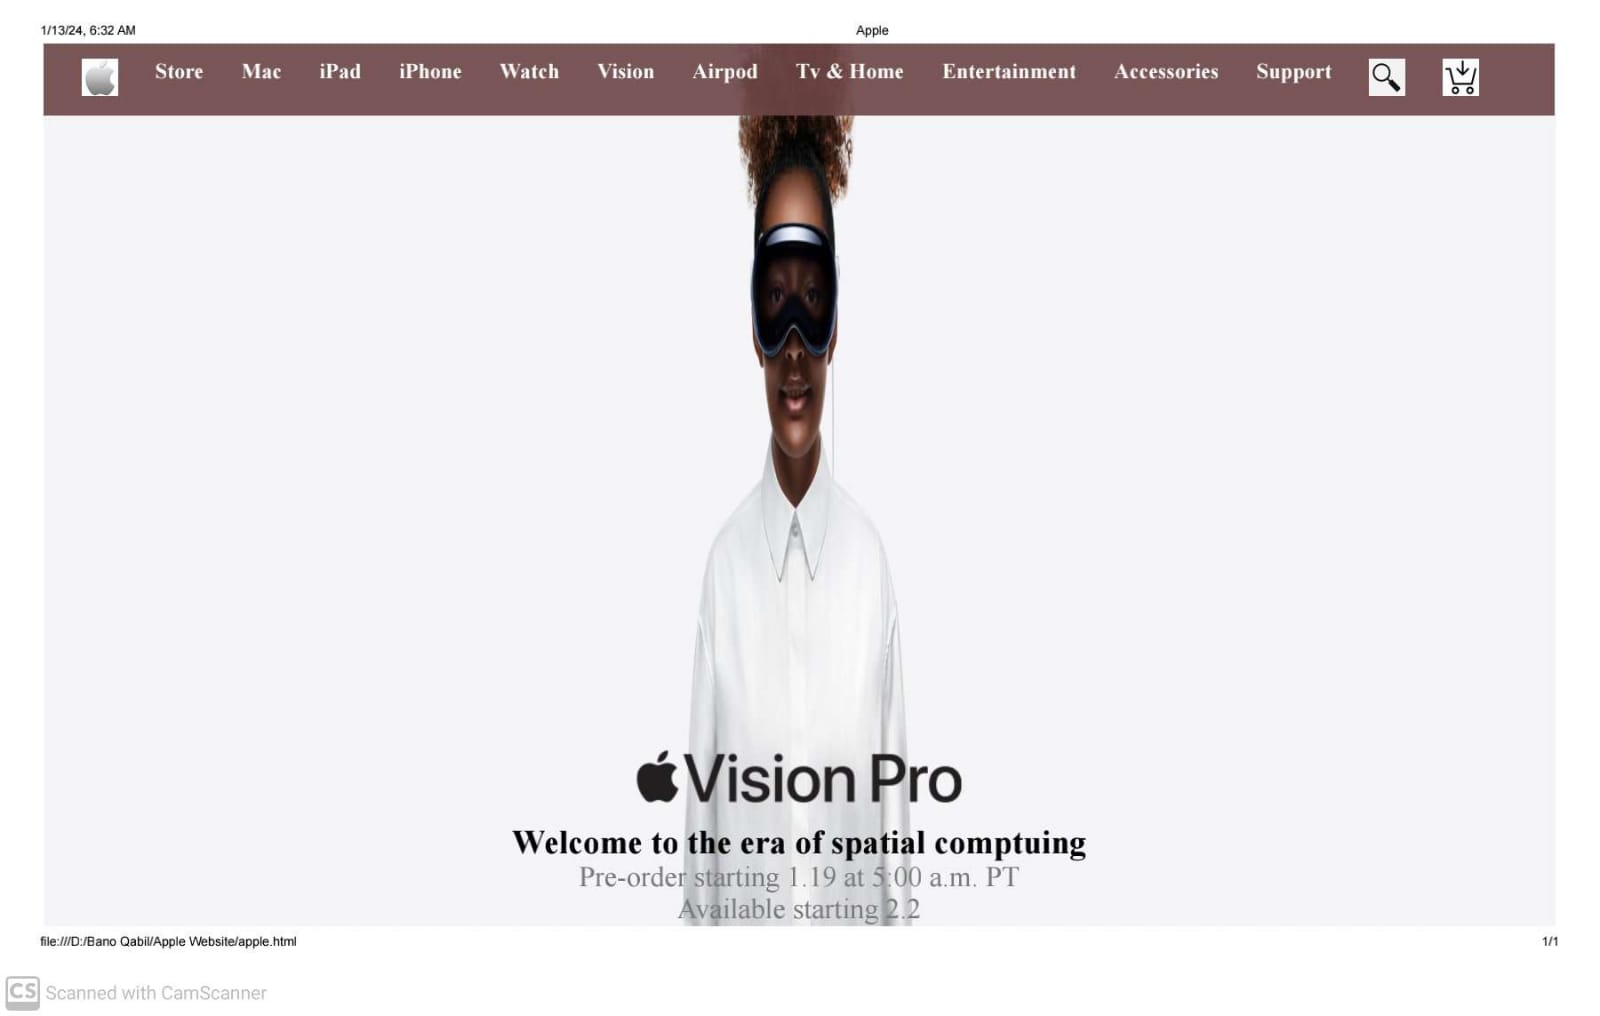 1/13/24, 6:32 AM
Apple
Store Mac iPad iPhone Watch Vision Airpod Tv & Home Entertainment Accessories Support
Vision Pro
Welcome to the era of spatial comptuing
Pre-order starting 1.19 at 5:00 a.m. PT
Available starting 2.2
file:///D:/Bano Qabil/Apple Website/apple.html
1/1
CS Scanned with CamScanner